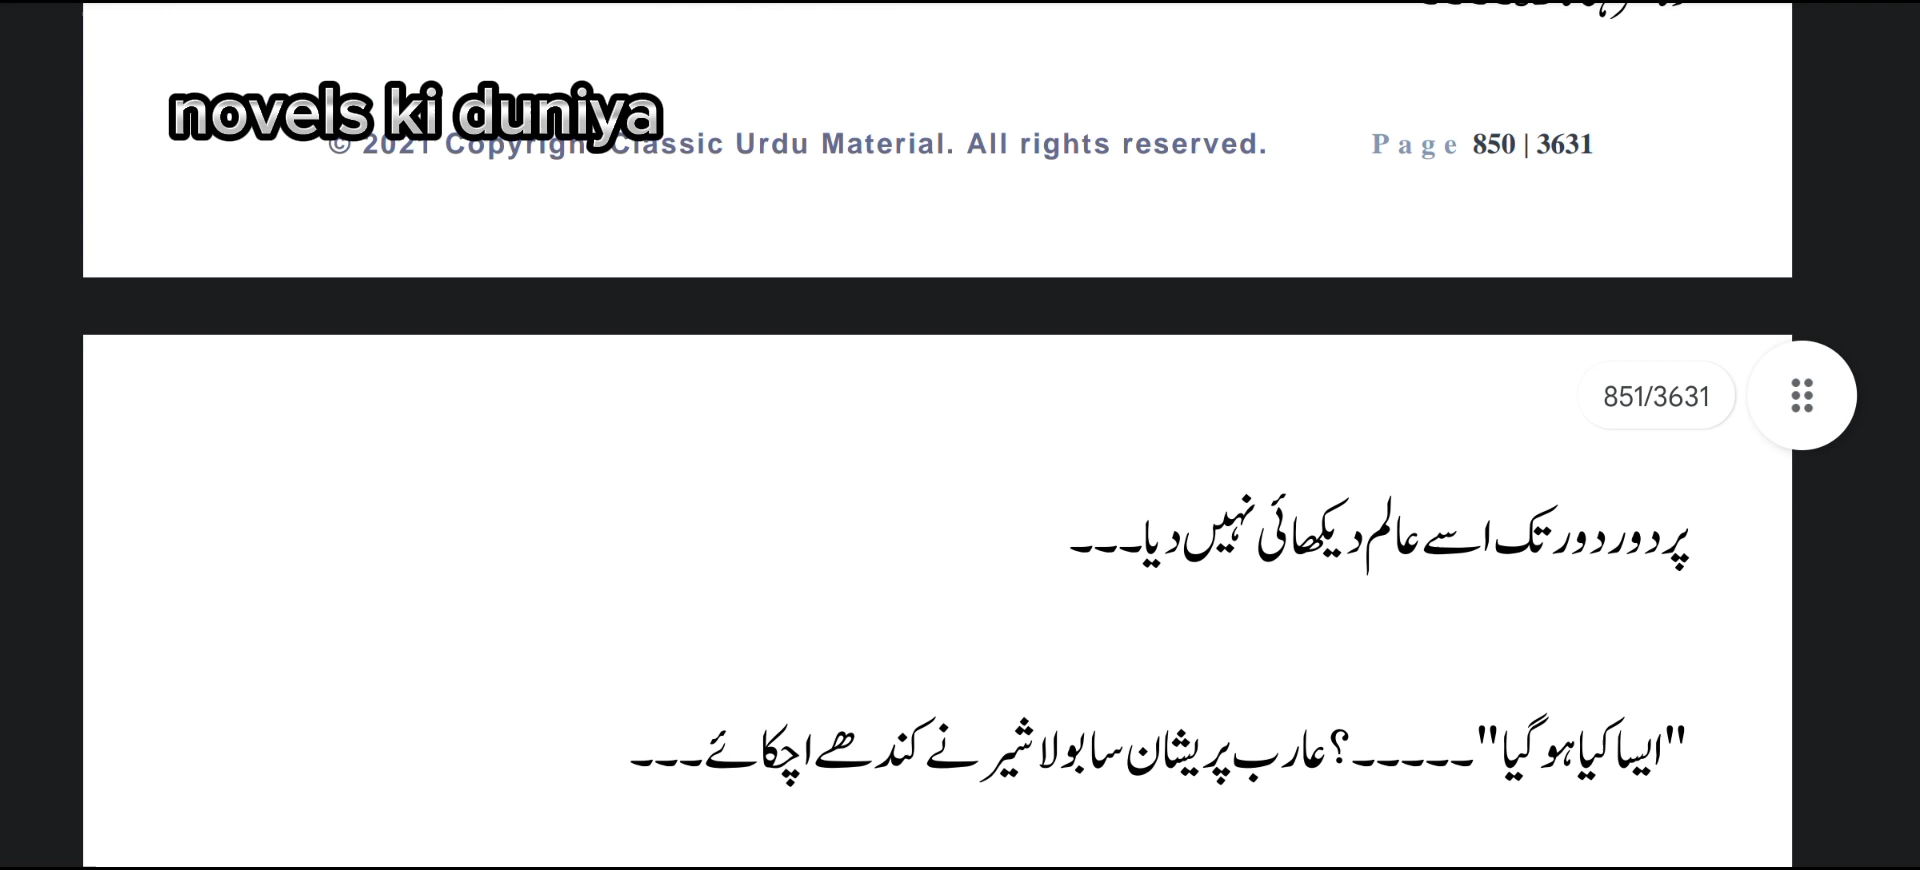 novels ki duniya
© 2021 Copyright Classic Urdu Material. All rights reserved. Page 850 | 3631
851/3631
پر دور دور تک اسے عالم دیکھائی نہیں دیا۔۔۔
"ایسا کیا ہو گیا"۔۔۔۔۔؟ عارب پریشان سا بولا شیر نے کندھے اچکائے۔۔۔